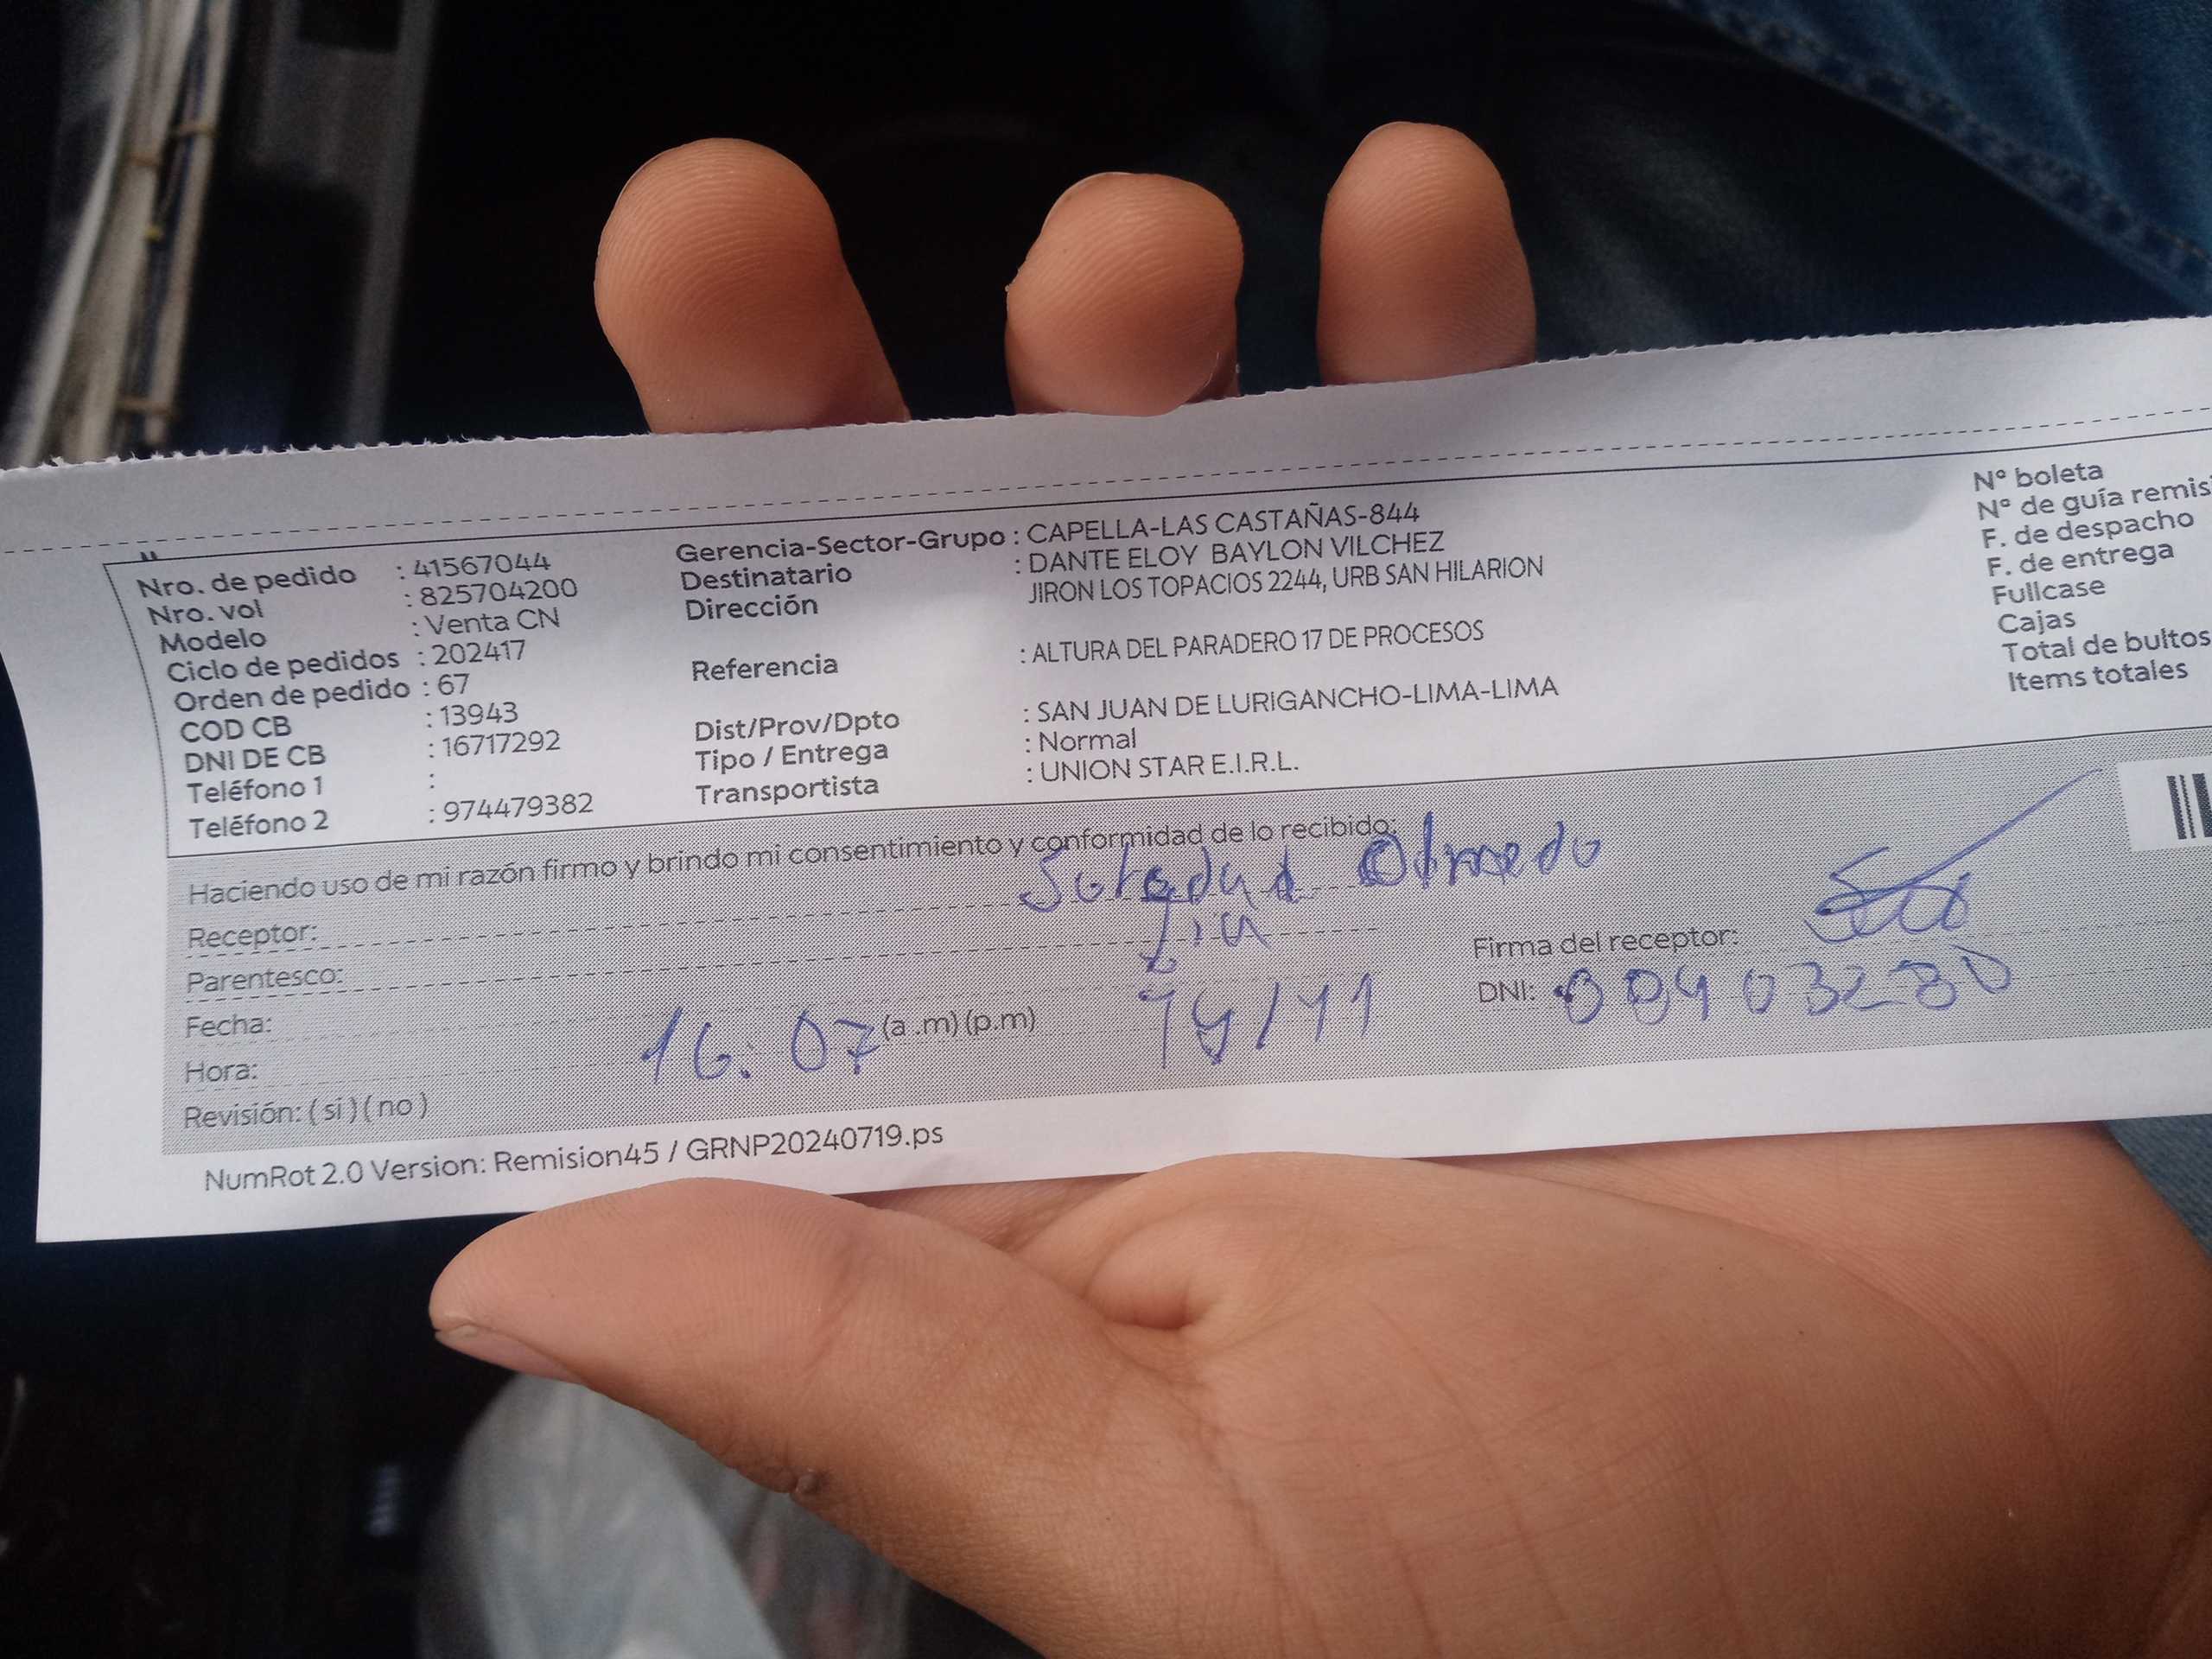 Nro. de pedido : 41567044
Nro. vol : 825704200
Modelo : Venta CN
Ciclo de pedidos : 202417
Orden de pedido : 67
COD CB : 13943
DNI DE CB : 16717292
Teléfono 1 :
Teléfono 2 : 974479382
Gerencia-Sector-Grupo : CAPELLA-LAS CASTAÑAS-844
Destinatario : DANTE ELOY BAYLON VILCHEZ
Dirección JIRON LOS TOPACIOS 2244, URB SAN HILARION
Referencia : ALTURA DEL PARADERO 17 DE PROCESOS
Dist/Prov/Dpto : SAN JUAN DE LURIGANCHO-LIMA-LIMA
Tipo / Entrega : Normal
Transportista : UNION STAR E.I.R.L.
N° boleta
N° de guía remis
F. de despacho
F. de entrega
Fullcase
Cajas
Total de bultos
Items totales
Haciendo uso de mi razón firmo y brindo mi consentimiento y conformidad de lo recibido:
Receptor: Soledad Olmedo
Parentesco: Tia
Fecha: 14/11
Hora: 16:07 (a .m) (p.m)
Revisión: ( si ) ( no )
Firma del receptor:
DNI:
NumRot 2.0 Version: Remision45 / GRNP20240719.ps